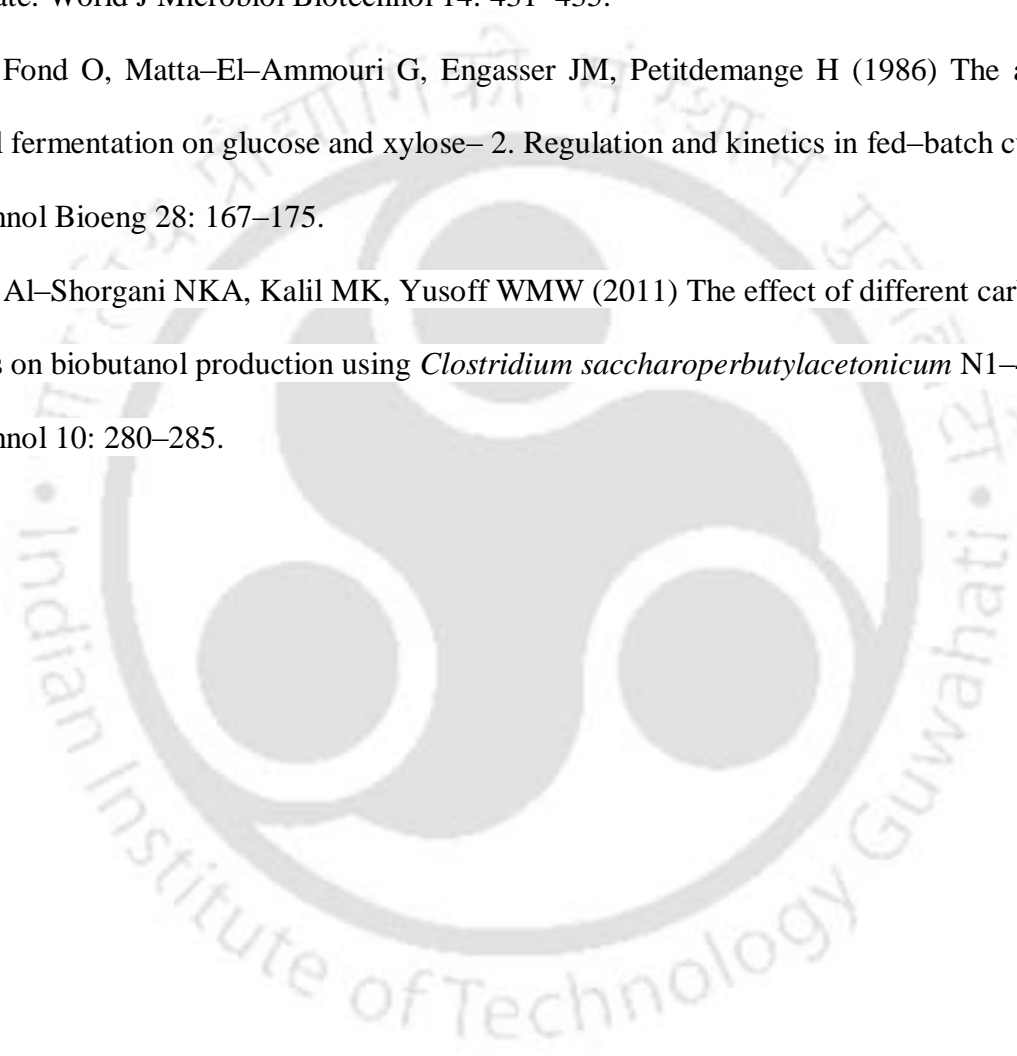 ate. World J Microbiol Biotechnol 14: 431–435.
Fond O, Matta–El–Ammouri G, Engasser JM, Petitdemange H (1986) The a
l fermentation on glucose and xylose– 2. Regulation and kinetics in fed–batch c
nnol Bioeng 28: 167–175.
Al–Shorgani NKA, Kalil MK, Yusoff WMW (2011) The effect of different car
s on biobutanol production using Clostridium saccharoperbutylacetonicum N1–
nnol 10: 280–285.
Indian Institute of Technology Guwahati